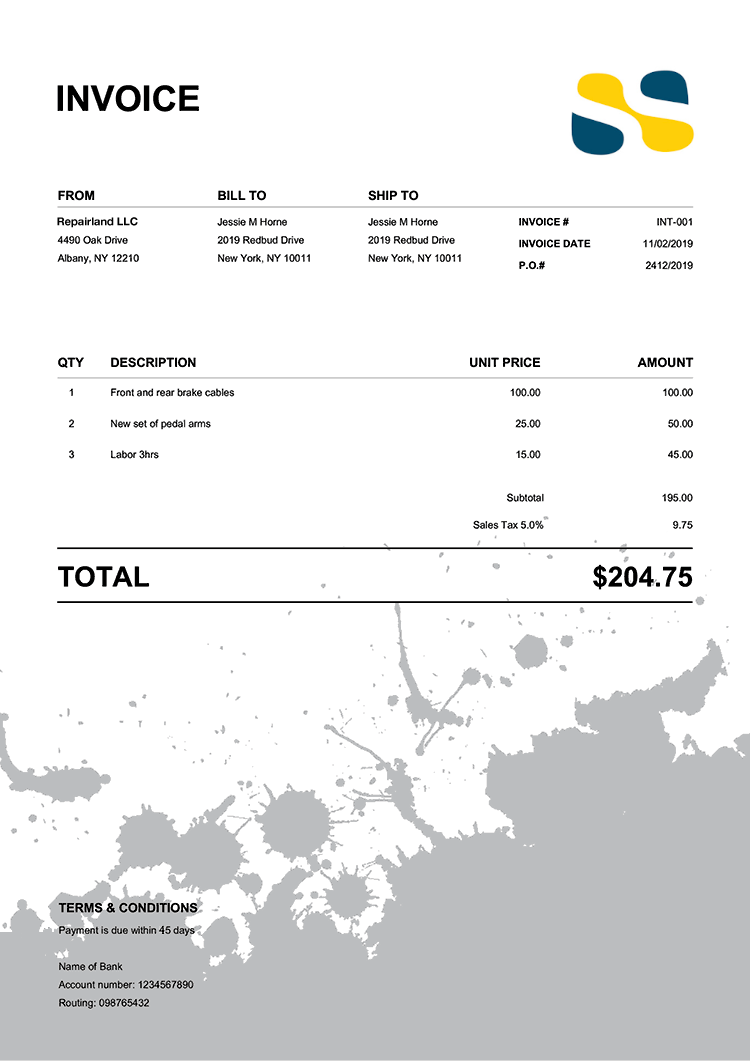 INVOICE
FROM BILL TO SHIP TO
Repairland LLC Jessie M Horne Jessie M Horne INVOICE # INT-001
4490 Oak Drive 2019 Redbud Drive 2019 Redbud Drive INVOICE DATE 11/02/2019
Albany, NY 12210 New York, NY 10011 New York, NY 10011 P.O.# 2412/2019
QTY DESCRIPTION UNIT PRICE AMOUNT
1 Front and rear brake cables 100.00 100.00
2 New set of pedal arms 25.00 50.00
3 Labor 3hrs 15.00 45.00
Subtotal 195.00
Sales Tax 5.0% 9.75
TOTAL $204.75
TERMS & CONDITIONS
Payment is due within 45 days
Name of Bank
Account number: 1234567890
Routing: 098765432